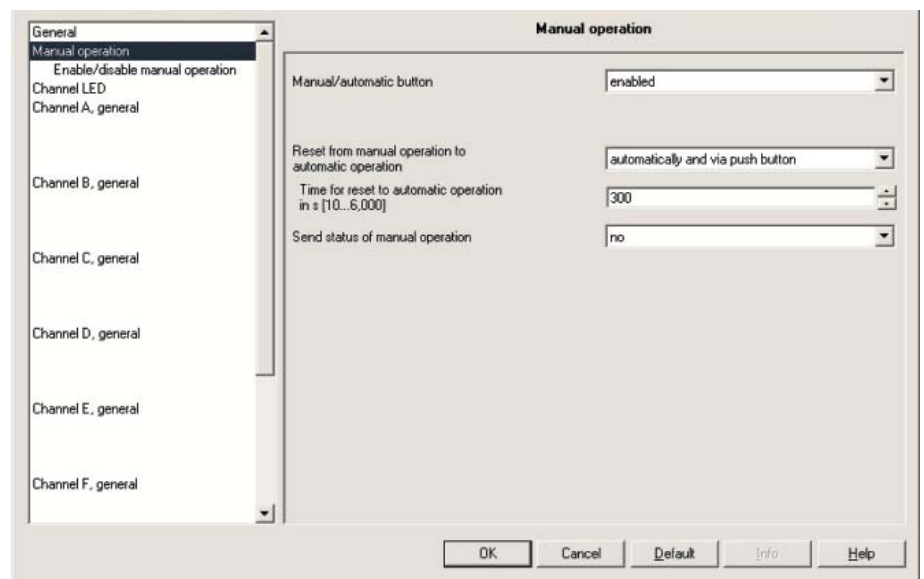 General
Manual operation
Enable/disable manual operation
Channel LED
Channel A, general
Channel B, general
Channel C, general
Channel D, general
Channel E, general
Channel F, general
Manual operation
Manual/automatic button
enabled
Reset from manual operation to
automatic operation
automatically and via push button
Time for reset to automatic operation
in s [10...6,000]
300
Send status of manual operation
no
OK
Cancel
Default
Info
Help